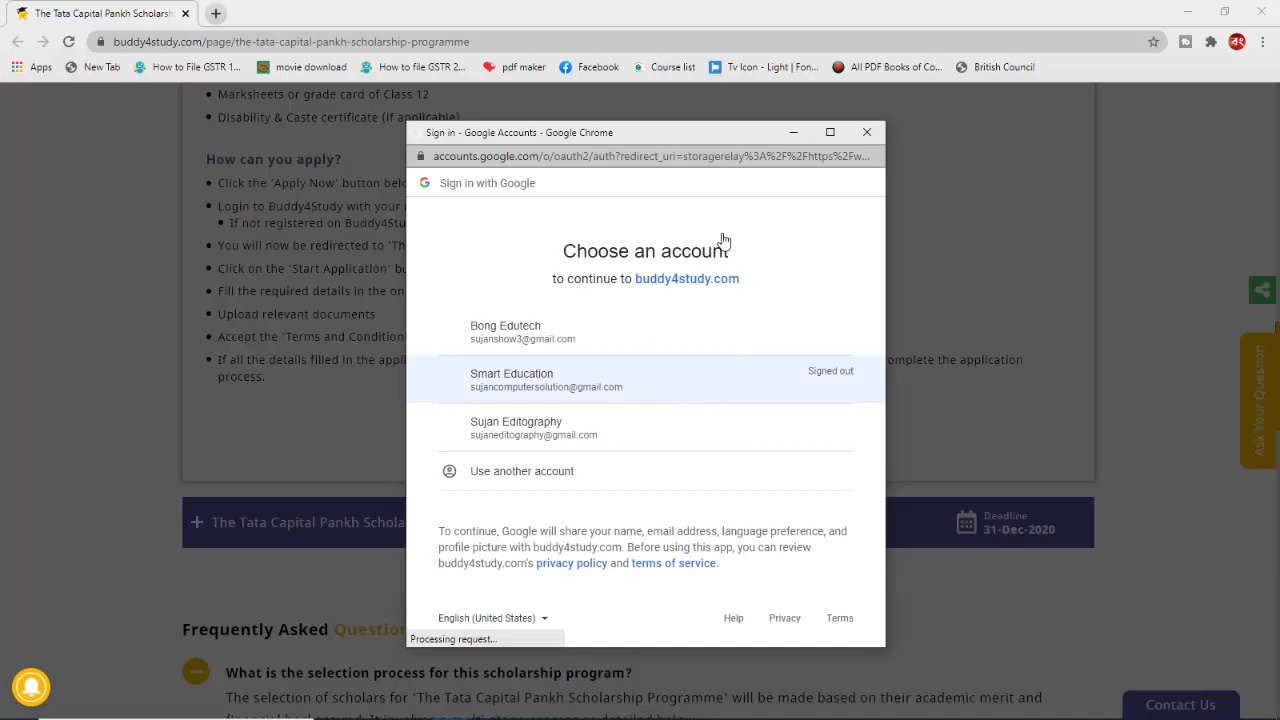 The Tata Capital Pankh Scholarsh
buddy4study.com/page/the-tata-capital-pankh-scholarship-programme
Apps
New Tab
How to File GSTR 1...
movie download
How to file GSTR 2...
pdf maker
Facebook
Course list
Tv Icon - Light | Fon...
All PDF Books of Co...
British Council
Marksheets or grade card of Class 12
Disability & Caste certificate (if applicable)
How can you apply?
Click the 'Apply Now' button belo
Login to Buddy4Study with your
If not registered on Buddy4Stu
You will now be redirected to 'Th
Click on the 'Start Application' bu
Fill the required details in the on
Upload relevant documents
Accept the 'Terms and Conditions
If all the details filled in the appli
omplete the application
process.
The Tata Capital Pankh Schola
Deadline
31-Dec-2020
Frequently Asked Question
What is the selection process for this scholarship program?
The selection of scholars for 'The Tata Capital Pankh Scholarship Programme' will be made based on their academic merit and
Sign in - Google Accounts - Google Chrome
accounts.google.com/o/oauth2/auth?redirect_uri=storagerelay%3A%2F%2Fhttps%2Fw...
Sign in with Google
Choose an account
to continue to buddy4study.com
Bong Edutech
sujanshow3@gmail.com
Smart Education
sujancomputersolution@gmail.com
Signed out
Sujan Editography
sujaneditography@gmail.com
Use another account
To continue, Google will share your name, email address, language preference, and
profile picture with buddy4study.com. Before using this app, you can review
buddy4study.com's privacy policy and terms of service.
English (United States)
Help
Privacy
Terms
Processing request...
Ask Your Question
Contact Us